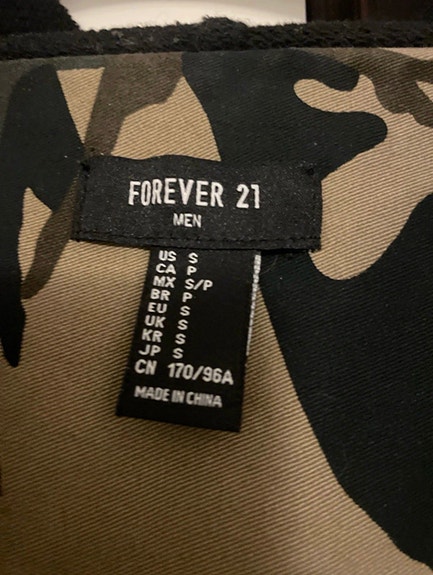 FOREVER 21
MEN
US S
CA P
MX S/P
BR P
EU S
UK S
KR S
JP S
CN 170/96A
MADE IN CHINA